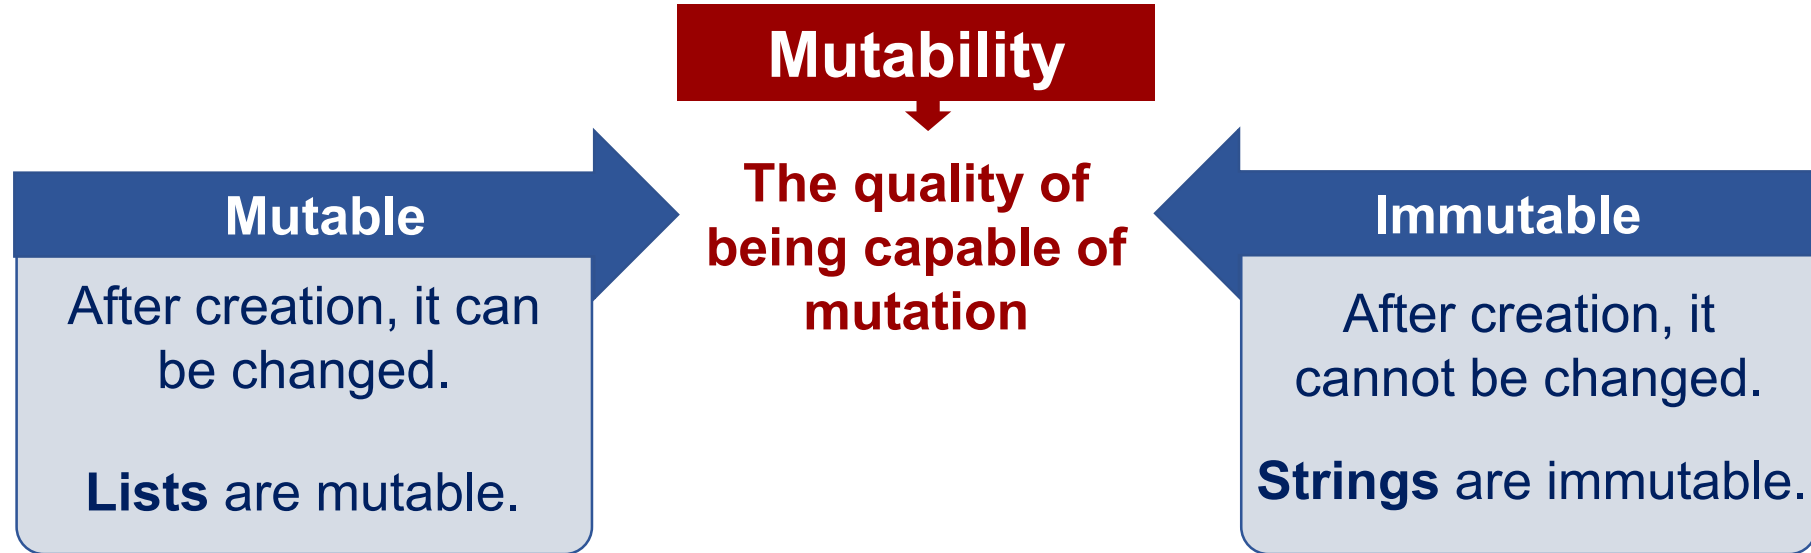 Mutability
The quality of
being capable of
mutation
Mutable
After creation, it can
be changed.
Lists are mutable.
Immutable
After creation, it
cannot be changed.
Strings are immutable.